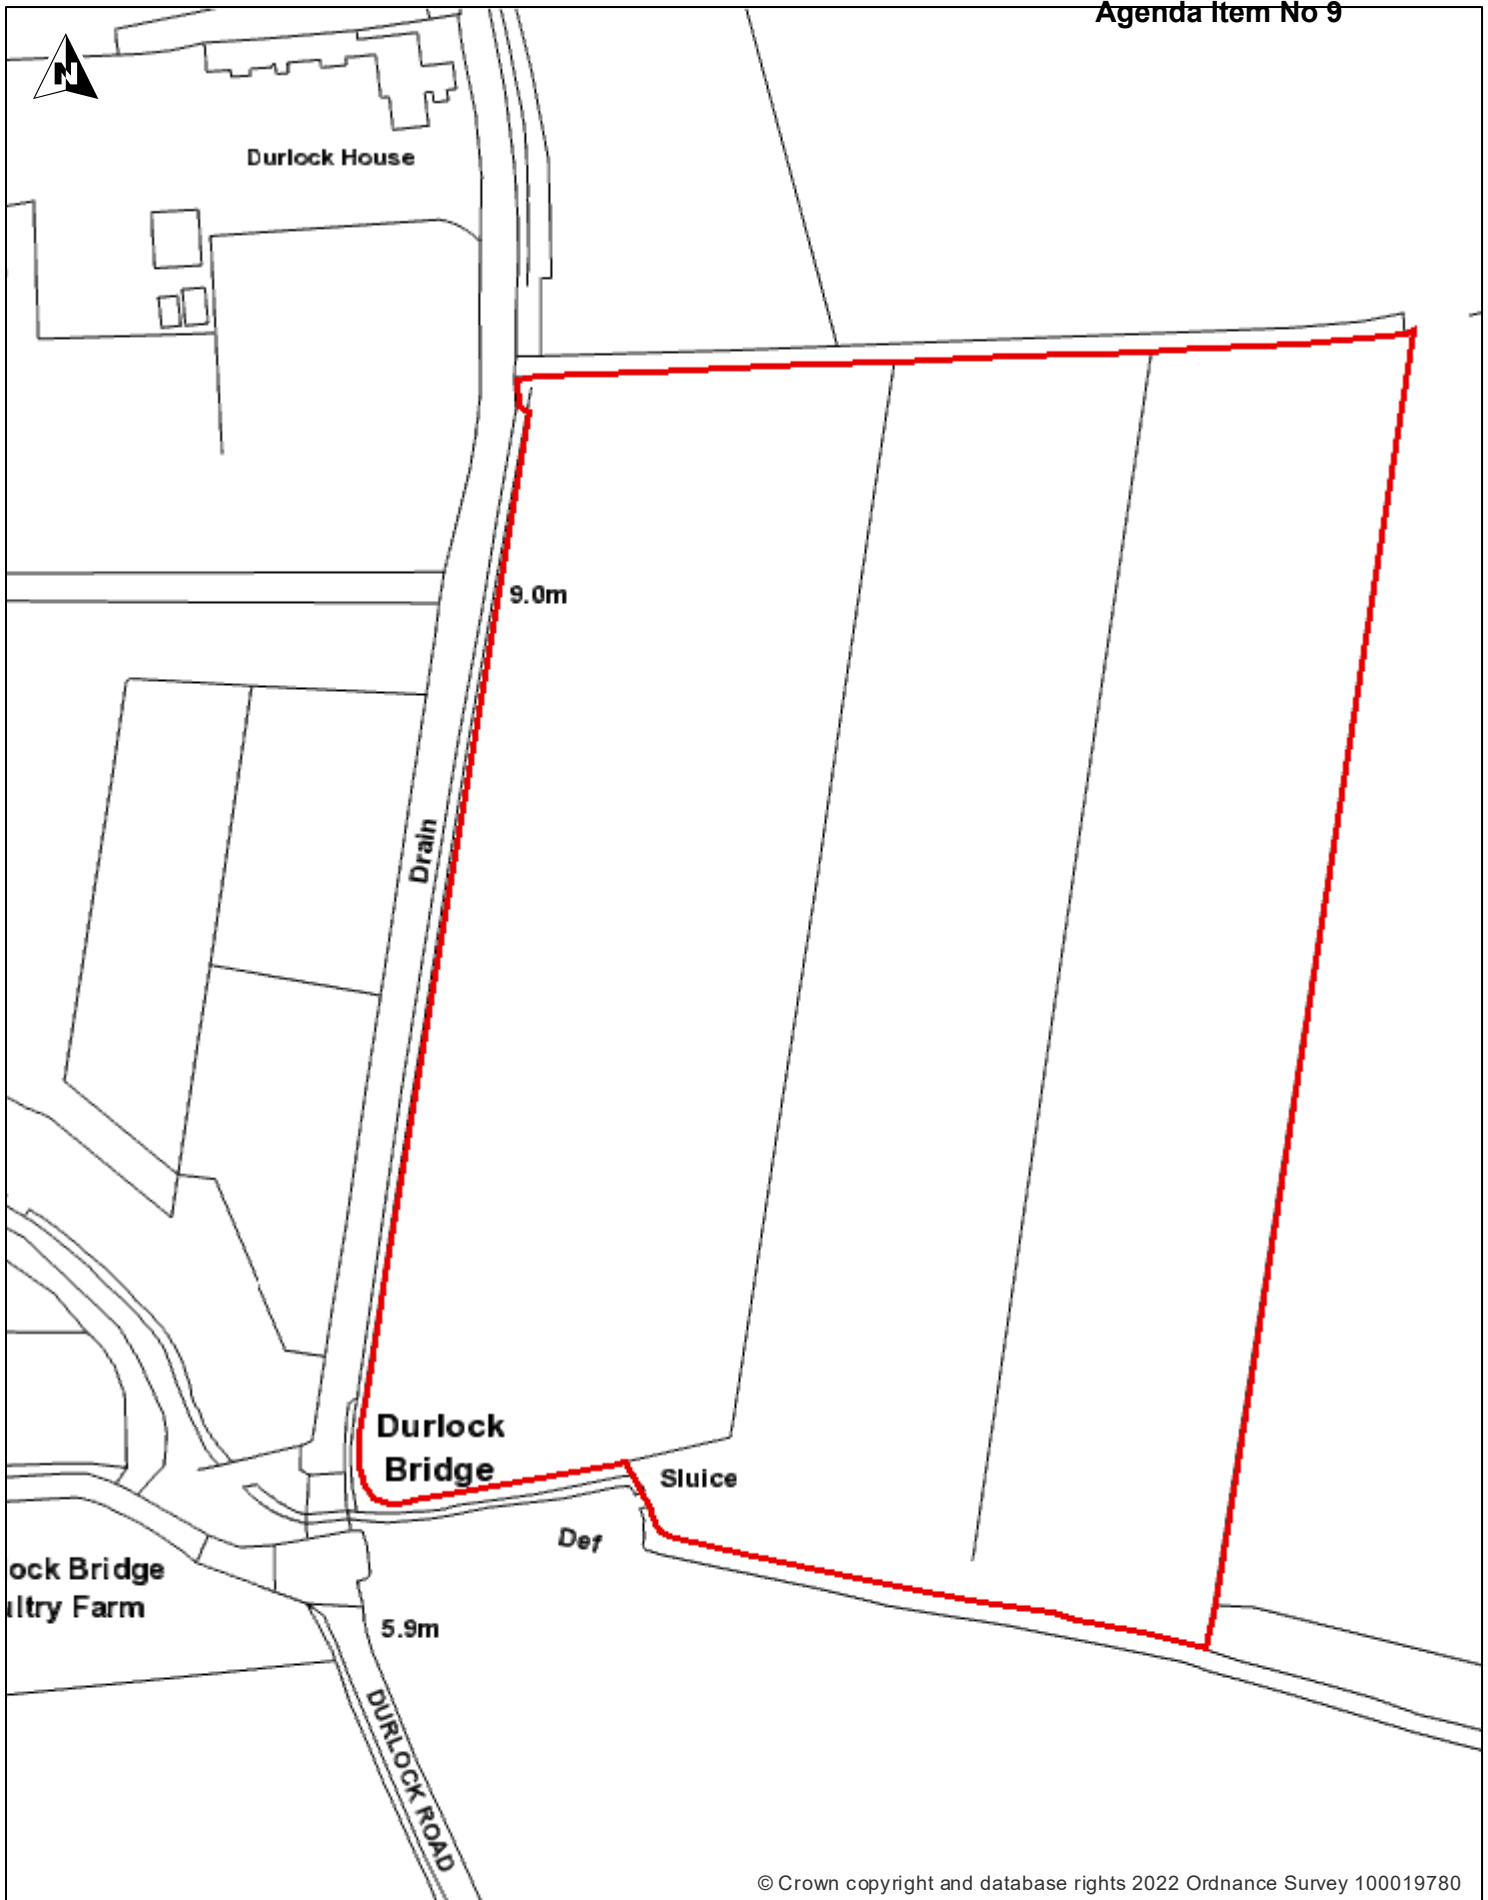 Agenda Item No 9
N
Durlock House
9.0m
Drain
Durlock
Bridge
Sluice
Def
ock Bridge
ltry Farm
5.9m
DURLOCK ROAD
© Crown copyright and database rights 2022 Ordnance Survey 100019780